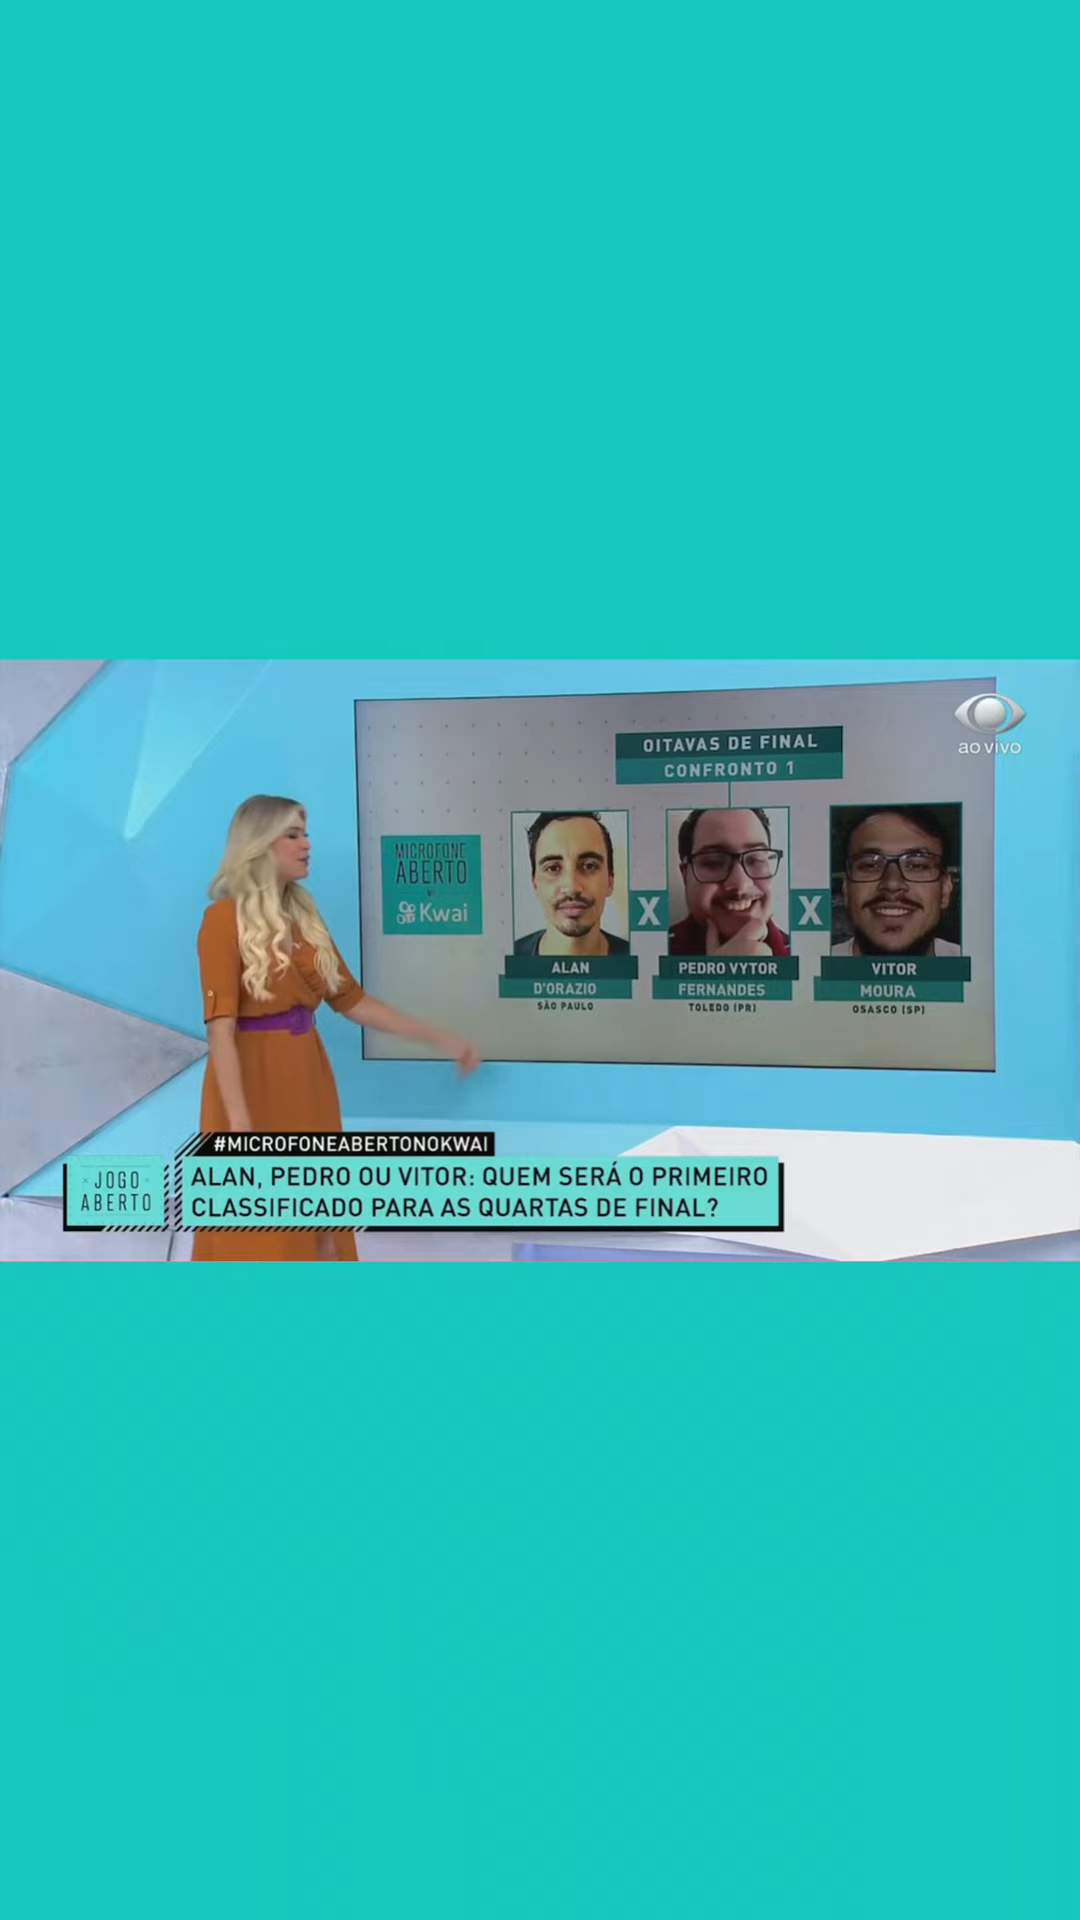 OITAVAS DE FINAL
CONFRONTO 1
ao vivo
MICROFONE
ABERTO
Kwai
X
X
ALAN
D'ORAZIO
SÃO PAULO
PEDRO VYTOR
FERNANDES
TOLEDO (PR)
VITOR
MOURA
OSASCO (SP)
#MICROFONEABERTONOKWAI
JOGO
ABERTO
ALAN, PEDRO OU VITOR: QUEM SERÁ O PRIMEIRO
CLASSIFICADO PARA AS QUARTAS DE FINAL?